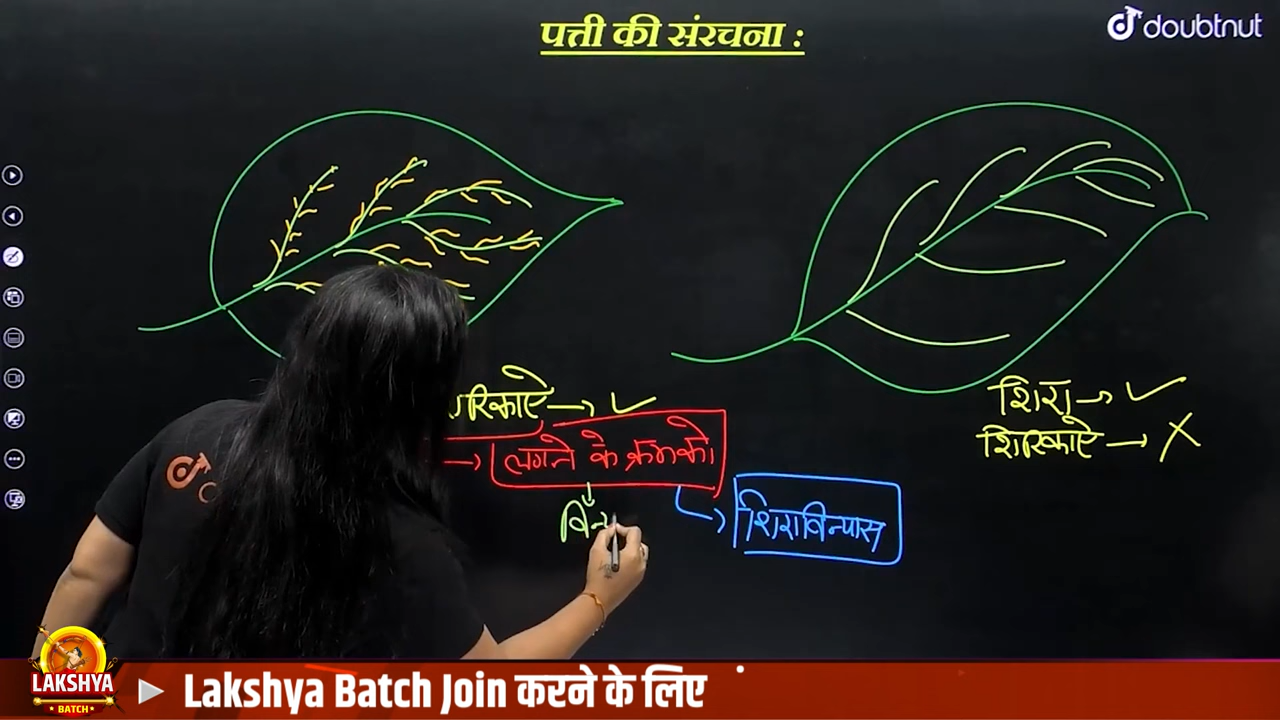 पत्ती की संरचना :
doubtnut
शिरा → ✓
रिकाएं → ✓
शिरिकाएं → X
→ लगने के क्रम को
शिराविन्यास
विन्य
LAKSHYA
BATCH
Lakshya Batch Join करने के लिए